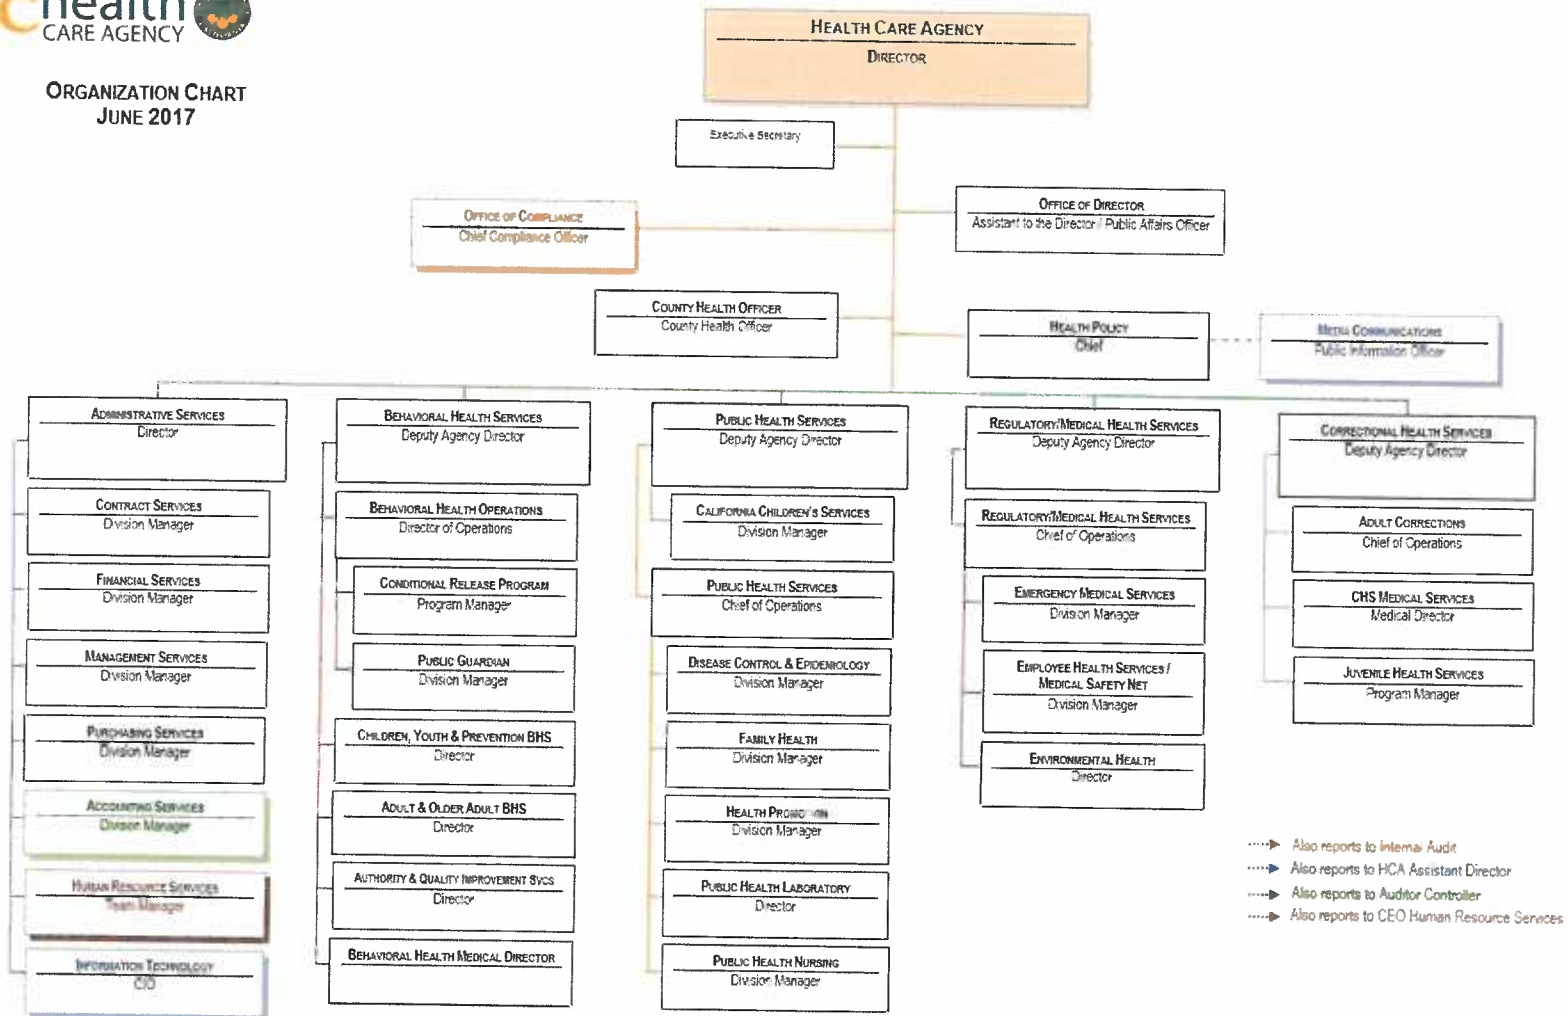 health
CARE AGENCY
ORGANIZATION CHART
JUNE 2017
HEALTH CARE AGENCY
DIRECTOR
Executive Secretary
OFFICE OF COMPLIANCE
Chief Compliance Officer
OFFICE OF DIRECTOR
Assistant to the Director / Public Affairs Officer
COUNTY HEALTH OFFICER
County Health Officer
HEALTH POLICY
Chief
MEDIA COMMUNICATIONS
Public Information Officer
ADMINISTRATIVE SERVICES
Director
CONTRACT SERVICES
Division Manager
FINANCIAL SERVICES
Division Manager
MANAGEMENT SERVICES
Division Manager
PURCHASING SERVICES
Division Manager
ACCOUNTING SERVICES
Division Manager
HUMAN RESOURCE SERVICES
Team Manager
INFORMATION TECHNOLOGY
CIO
BEHAVIORAL HEALTH SERVICES
Deputy Agency Director
BEHAVIORAL HEALTH OPERATIONS
Director of Operations
CONDITIONAL RELEASE PROGRAM
Program Manager
PUBLIC GUARDIAN
Division Manager
CHILDREN, YOUTH & PREVENTION BHS
Director
ADULT & OLDER ADULT BHS
Director
AUTHORITY & QUALITY IMPROVEMENT SVCS
Director
BEHAVIORAL HEALTH MEDICAL DIRECTOR
PUBLIC HEALTH SERVICES
Deputy Agency Director
CALIFORNIA CHILDREN'S SERVICES
Division Manager
PUBLIC HEALTH SERVICES
Chief of Operations
DISEASE CONTROL & EPIDEMIOLOGY
Division Manager
FAMILY HEALTH
Division Manager
HEALTH PROMOTION
Division Manager
PUBLIC HEALTH LABORATORY
Director
PUBLIC HEALTH NURSING
Division Manager
REGULATORY/MEDICAL HEALTH SERVICES
Deputy Agency Director
REGULATORY/MEDICAL HEALTH SERVICES
Chief of Operations
EMERGENCY MEDICAL SERVICES
Division Manager
EMPLOYEE HEALTH SERVICES /
MEDICAL SAFETY NET
Division Manager
ENVIRONMENTAL HEALTH
Director
CORRECTIONAL HEALTH SERVICES
Deputy Agency Director
ADULT CORRECTIONS
Chief of Operations
CHS MEDICAL SERVICES
Medical Director
JUVENILE HEALTH SERVICES
Program Manager
Also reports to Internal Audit
Also reports to HCA Assistant Director
Also reports to Auditor Controller
Also reports to CEO Human Resource Services